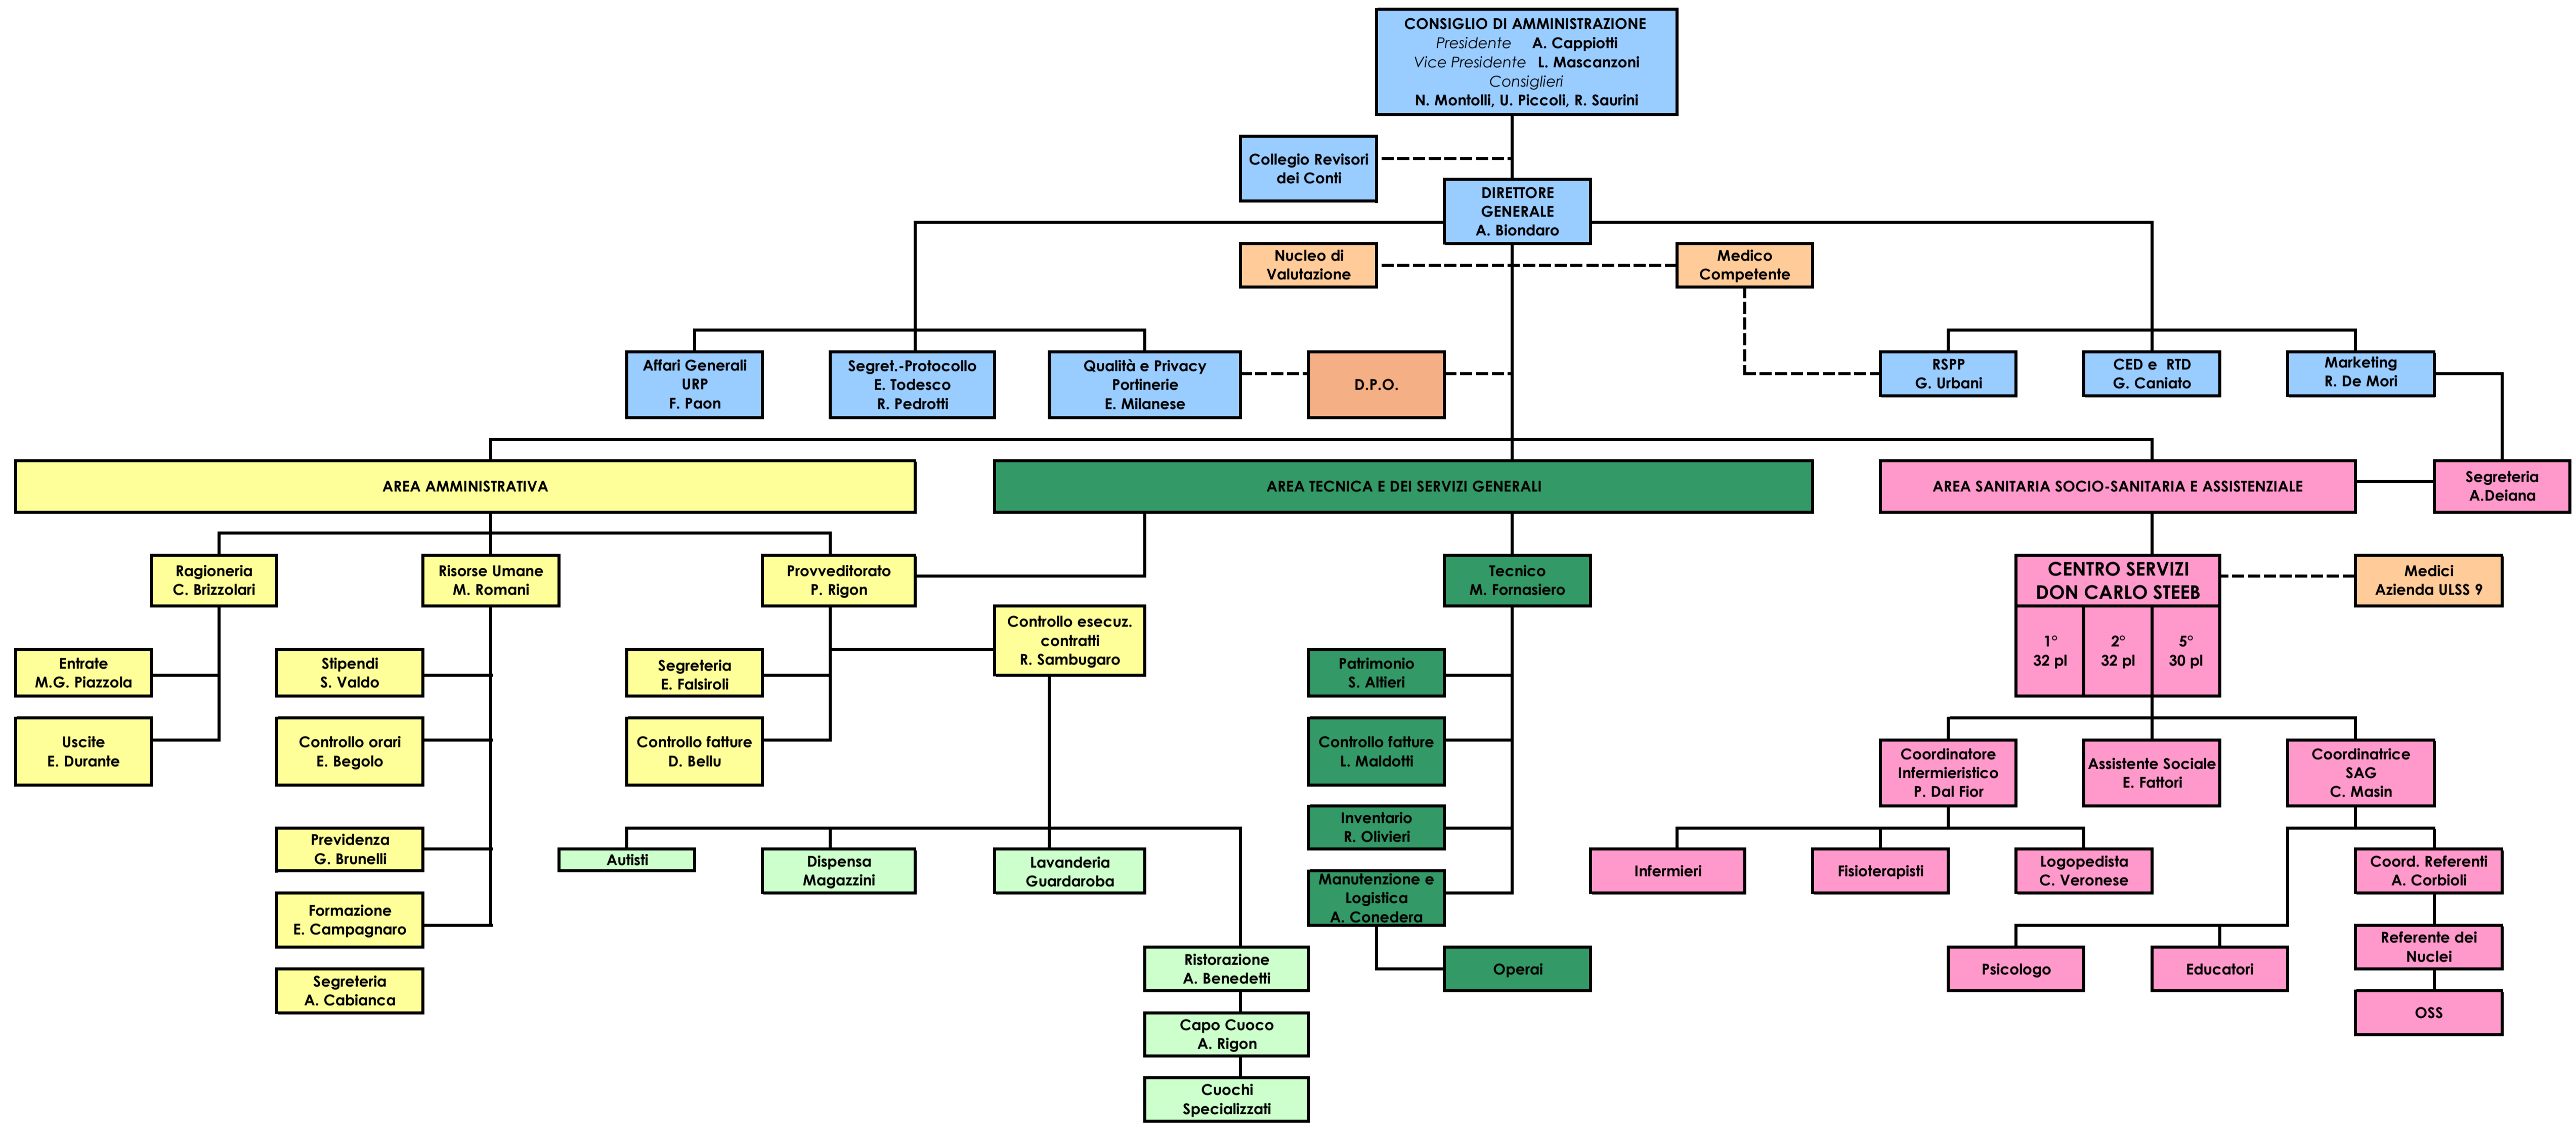 CONSIGLIO DI AMMINISTRAZIONE
Presidente A. Cappiotti
Vice Presidente L. Mascanzoni
Consiglieri
N. Montolli, U. Piccoli, R. Saurini
Collegio Revisori
dei Conti
DIRETTORE
GENERALE
A. Biondaro
Nucleo di
Valutazione
Medico
Competente
Affari Generali
URP
F. Paon
Segret.-Protocollo
E. Todesco
R. Pedrotti
Qualità e Privacy
Portinerie
E. Milanese
D.P.O.
RSPP
G. Urbani
CED e RTD
G. Caniato
Marketing
R. De Mori
AREA AMMINISTRATIVA
AREA TECNICA E DEI SERVIZI GENERALI
AREA SANITARIA SOCIO-SANITARIA E ASSISTENZIALE
Segreteria
A.Deiana
Ragioneria
C. Brizzolari
Risorse Umane
M. Romani
Provveditorato
P. Rigon
Tecnico
M. Fornasiero
CENTRO SERVIZI
DON CARLO STEEB
Medici
Azienda ULSS 9
Controllo esecuz.
contratti
R. Sambugaro
1°
32 pl
2°
32 pl
5°
30 pl
Entrate
M.G. Piazzola
Stipendi
S. Valdo
Segreteria
E. Falsiroli
Patrimonio
S. Altieri
Uscite
E. Durante
Controllo orari
E. Begolo
Controllo fatture
D. Bellu
Controllo fatture
L. Maldotti
Coordinatore
Infermieristico
P. Dal Fior
Assistente Sociale
E. Fattori
Coordinatrice
SAG
C. Masin
Previdenza
G. Brunelli
Autisti
Dispensa
Magazzini
Lavanderia
Guardaroba
Inventario
R. Olivieri
Infermieri
Fisioterapisti
Logopedista
C. Veronese
Coord. Referenti
A. Corbioli
Formazione
E. Campagnaro
Manutenzione e
Logistica
A. Conedera
Referente dei
Nuclei
Segreteria
A. Cabianca
Ristorazione
A. Benedetti
Operai
Psicologo
Educatori
OSS
Capo Cuoco
A. Rigon
Cuochi
Specializzati